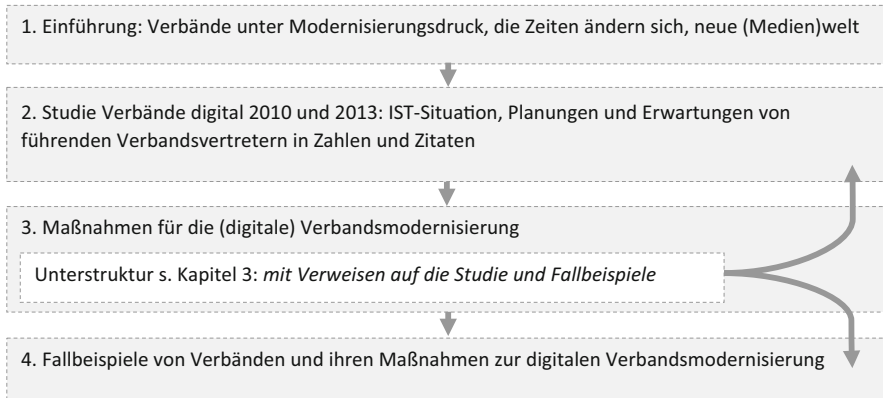 1. Einführung: Verbände unter Modernisierungsdruck, die Zeiten ändern sich, neue (Medien)welt
2. Studie Verbände digital 2010 und 2013: IST-Situation, Planungen und Erwartungen von
führenden Verbandsvertretern in Zahlen und Zitaten
3. Maßnahmen für die (digitale) Verbandsmodernisierung
Unterstruktur s. Kapitel 3: mit Verweisen auf die Studie und Fallbeispiele
4. Fallbeispiele von Verbänden und ihren Maßnahmen zur digitalen Verbandsmodernisierung